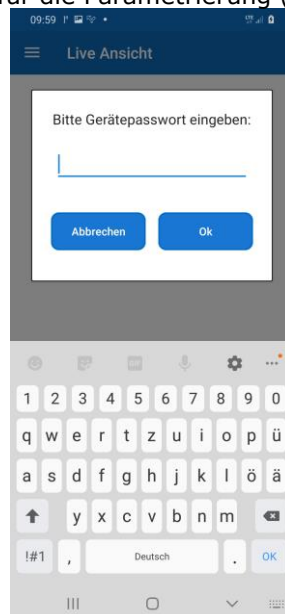 für die Parametrierung (
09:59
Live Ansicht
Bitte Gerätepasswort eingeben:
Abbrechen Ok
GIF
1 2 3 4 5 6 7 8 9 0
q w e r t z u i o p ü
a s d f g h j k l ö ä
y x c v b n m
!#1 , Deutsch . OK